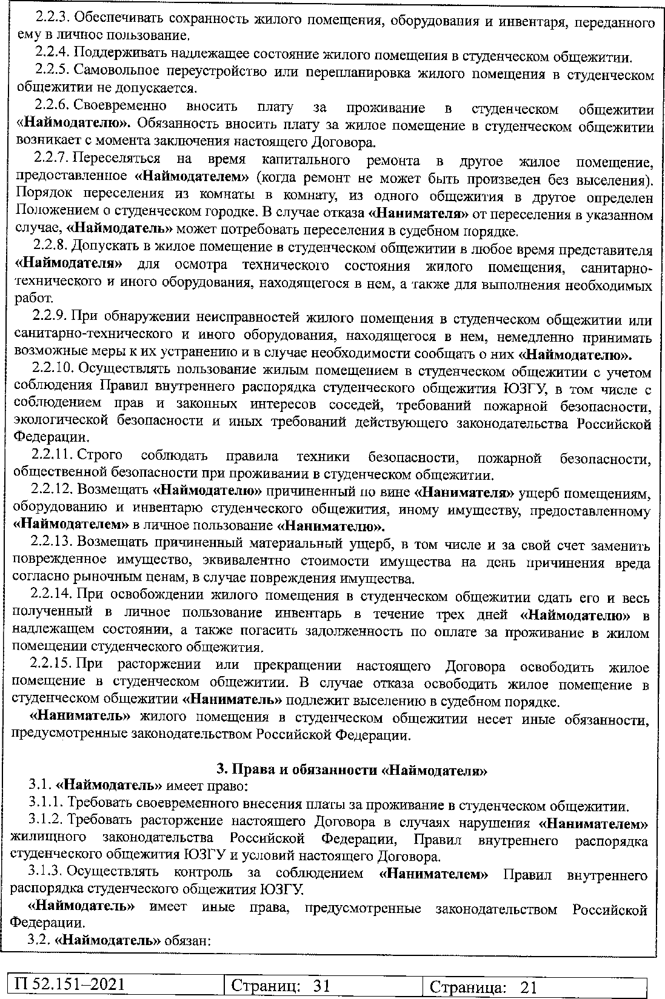 2.2.3. Обеспечивать сохранность жилого помещения, оборудования и инвентаря, переданного
ему в личное пользование.
2.2.4. Поддерживать надлежащее состояние жилого помещения в студенческом общежитии.
2.2.5. Самовольное переустройство или перепланировка жилого помещения в студенческом
общежитии не допускается.
2.2.6. Своевременно вносить плату за проживание в студенческом общежитии
«Наймодателю». Обязанность вносить плату за жилое помещение в студенческом общежитии
возникает с момента заключения настоящего Договора.
2.2.7. Переселяться на время капитального ремонта в другое жилое помещение,
предоставленное «Наймодателем» (когда ремонт не может быть произведен без выселения).
Порядок переселения из комнаты в комнату, из одного общежития в другое определен
Положением о студенческом городке. В случае отказа «Нанимателя» от переселения в указанном
случае, «Наймодатель» может потребовать переселения в судебном порядке.
2.2.8. Допускать в жилое помещение в студенческом общежитии в любое время представителя
«Наймодателя» для осмотра технического состояния жилого помещения, санитарно-
технического и иного оборудования, находящегося в нем, а также для выполнения необходимых
работ.
2.2.9. При обнаружении неисправностей жилого помещения в студенческом общежитии или
санитарно-технического и иного оборудования, находящегося в нем, немедленно принимать
возможные меры к их устранению и в случае необходимости сообщать о них «Наймодателю».
2.2.10. Осуществлять пользование жилым помещением в студенческом общежитии с учетом
соблюдения Правил внутреннего распорядка студенческого общежития ЮЗГУ, в том числе с
соблюдением прав и законных интересов соседей, требований пожарной безопасности,
экологической безопасности и иных требований действующего законодательства Российской
Федерации.
2.2.11. Строго соблюдать правила техники безопасности, пожарной безопасности,
общественной безопасности при проживании в студенческом общежитии.
2.2.12. Возмещать «Наймодателю» причиненный по вине «Нанимателя» ущерб помещениям,
оборудованию и инвентарю студенческого общежития, иному имуществу, предоставленному
«Наймодателем» в личное пользование «Нанимателю».
2.2.13. Возмещать причиненный материальный ущерб, в том числе и за свой счет заменить
поврежденное имущество, эквивалентно стоимости имущества на день причинения вреда
согласно рыночным ценам, в случае повреждения имущества.
2.2.14. При освобождении жилого помещения в студенческом общежитии сдать его и весь
полученный в личное пользование инвентарь в течение трех дней «Наймодателю» в
надлежащем состоянии, а также погасить задолженность по оплате за проживание в жилом
помещении студенческого общежития.
2.2.15. При расторжении или прекращении настоящего Договора освободить жилое
помещение в студенческом общежитии. В случае отказа освободить жилое помещение в
студенческом общежитии «Наниматель» подлежит выселению в судебном порядке.
«Наниматель» жилого помещения в студенческом общежитии несет иные обязанности,
предусмотренные законодательством Российской Федерации.
3. Права и обязанности «Наймодателя»
3.1. «Наймодатель» имеет право:
3.1.1. Требовать своевременного внесения платы за проживание в студенческом общежитии.
3.1.2. Требовать расторжение настоящего Договора в случаях нарушения «Нанимателем»
жилищного законодательства Российской Федерации, Правил внутреннего распорядка
студенческого общежития ЮЗГУ и условий настоящего Договора.
3.1.3. Осуществлять контроль за соблюдением «Нанимателем» Правил внутреннего
распорядка студенческого общежития ЮЗГУ.
«Наймодатель» имеет иные права, предусмотренные законодательством Российской
Федерации.
3.2. «Наймодатель» обязан:
П 52.151–2021 Страниц: 31 Страница: 21